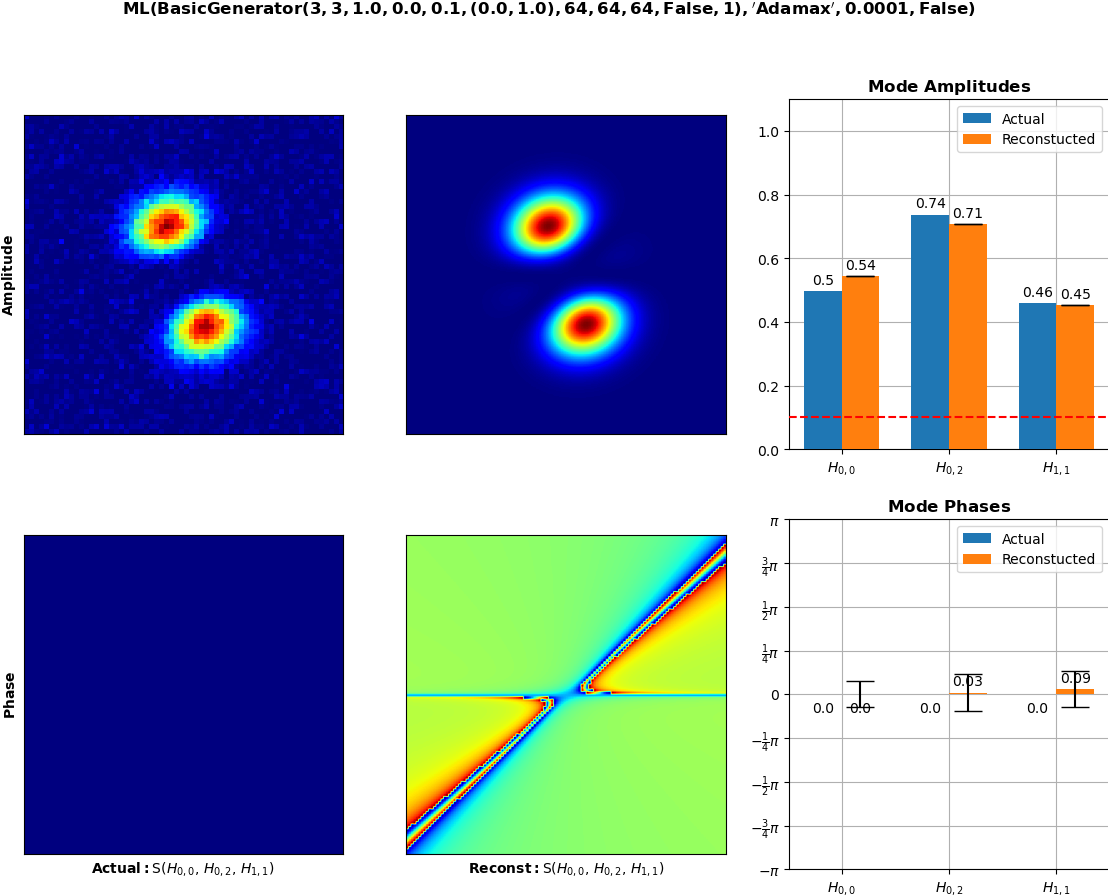 ML(BasicGenerator(3, 3, 1.0, 0.0, 0.1, (0.0, 1.0), 64, 64, 64, False, 1), ′Adamax′, 0.0001, False)
Amplitude
Mode Amplitudes
Actual
Reconstucted
1.0
0.8
0.6
0.4
0.2
0.0
0.5
0.54
0.74
0.71
0.46
0.45
H0,0
H0,2
H1,1
Phase
Actual: S(H0,0, H0,2, H1,1)
Reconst: S(H0,0, H0,2, H1,1)
Mode Phases
Actual
Reconstucted
π
3/4π
1/2π
1/4π
0
−1/4π
−1/2π
−3/4π
−π
0.0
0.0
0.0
0.03
0.0
0.09
H0,0
H0,2
H1,1